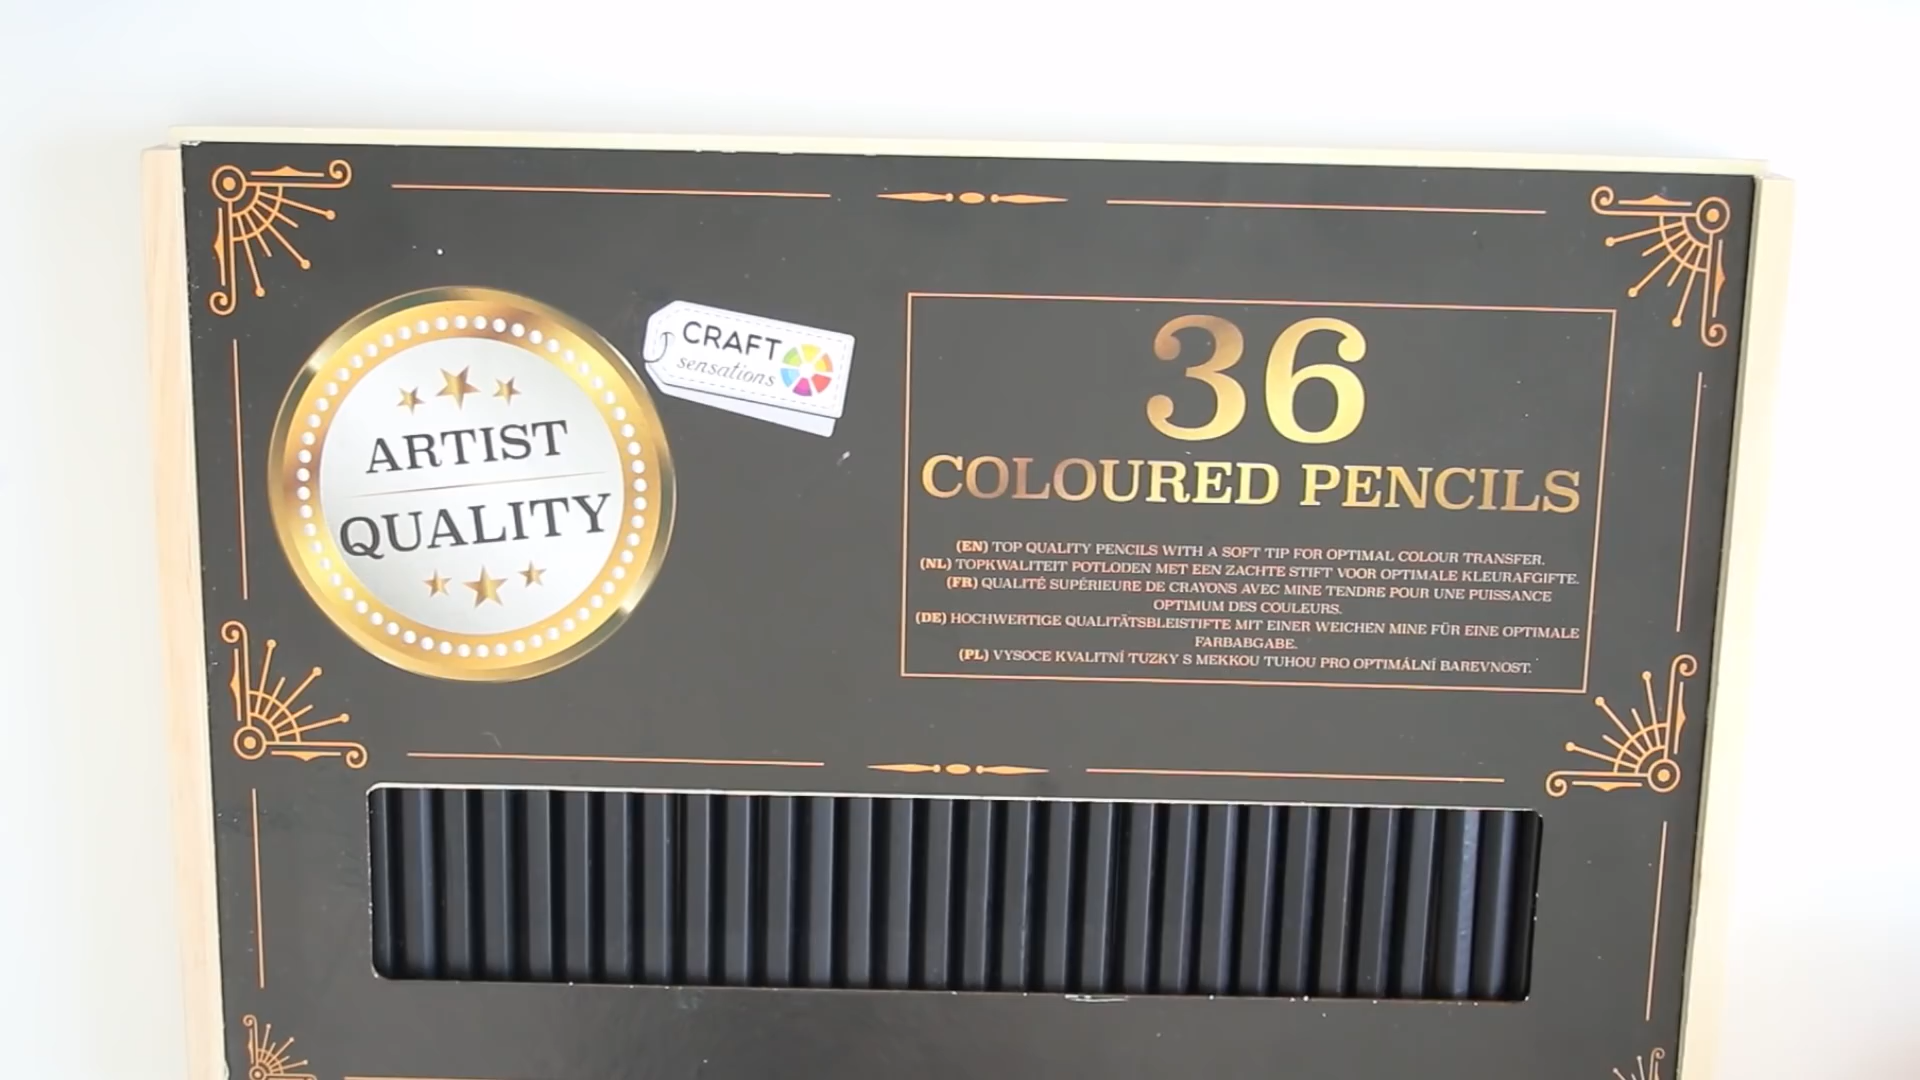 CRAFT
sensations
ARTIST
QUALITY
36
COLOURED PENCILS
(EN) TOP QUALITY PENCILS WITH A SOFT TIP FOR OPTIMAL COLOUR TRANSFER.
(NL) TOPKWALITEIT POTLODEN MET EEN ZACHTE STIFT VOOR OPTIMALE KLEURAFGIFTE.
(FR) QUALITÉ SUPÉRIEURE DE CRAYONS AVEC MINE TENDRE POUR UNE PUISSANCE
OPTIMUM DES COULEURS.
(DE) HOCHWERTIGE QUALITÄTSBLEISTIFTE MIT EINER WEICHEN MINE FÜR EINE OPTIMALE
FARBABGABE.
(PL) VYSOCE KVALITNÍ TUZKY S MEKKOU TUHOU PRO OPTIMÁLNÍ BAREVNOST.